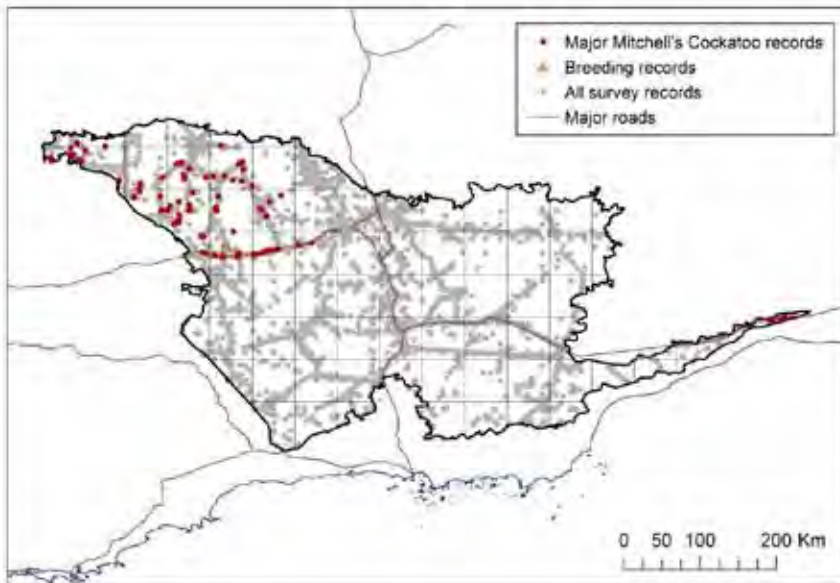 Major Mitchell's Cockatoo records
Breeding records
All survey records
Major roads
0 50 100 200 Km